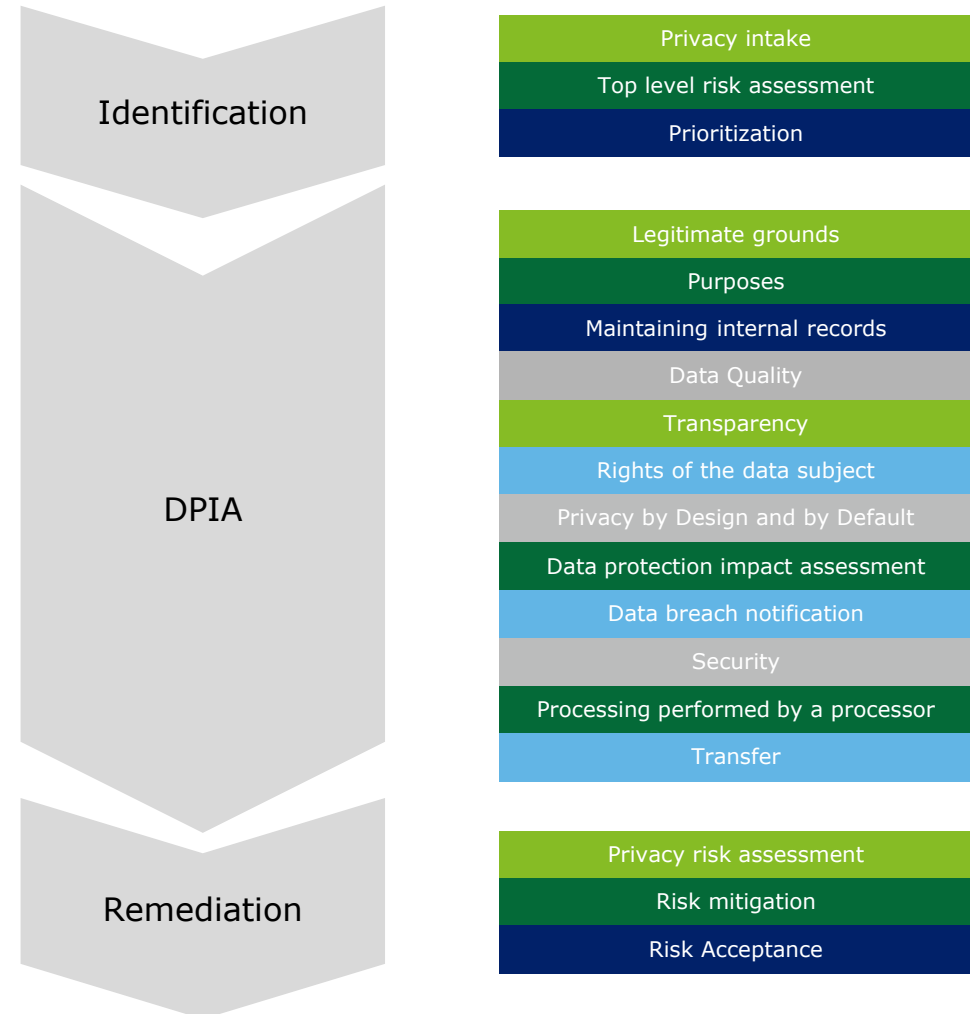 Identification
Privacy intake
Top level risk assessment
Prioritization
DPIA
Legitimate grounds
Purposes
Maintaining internal records
Data Quality
Transparency
Rights of the data subject
Privacy by Design and by Default
Data protection impact assessment
Data breach notification
Security
Processing performed by a processor
Transfer
Remediation
Privacy risk assessment
Risk mitigation
Risk Acceptance